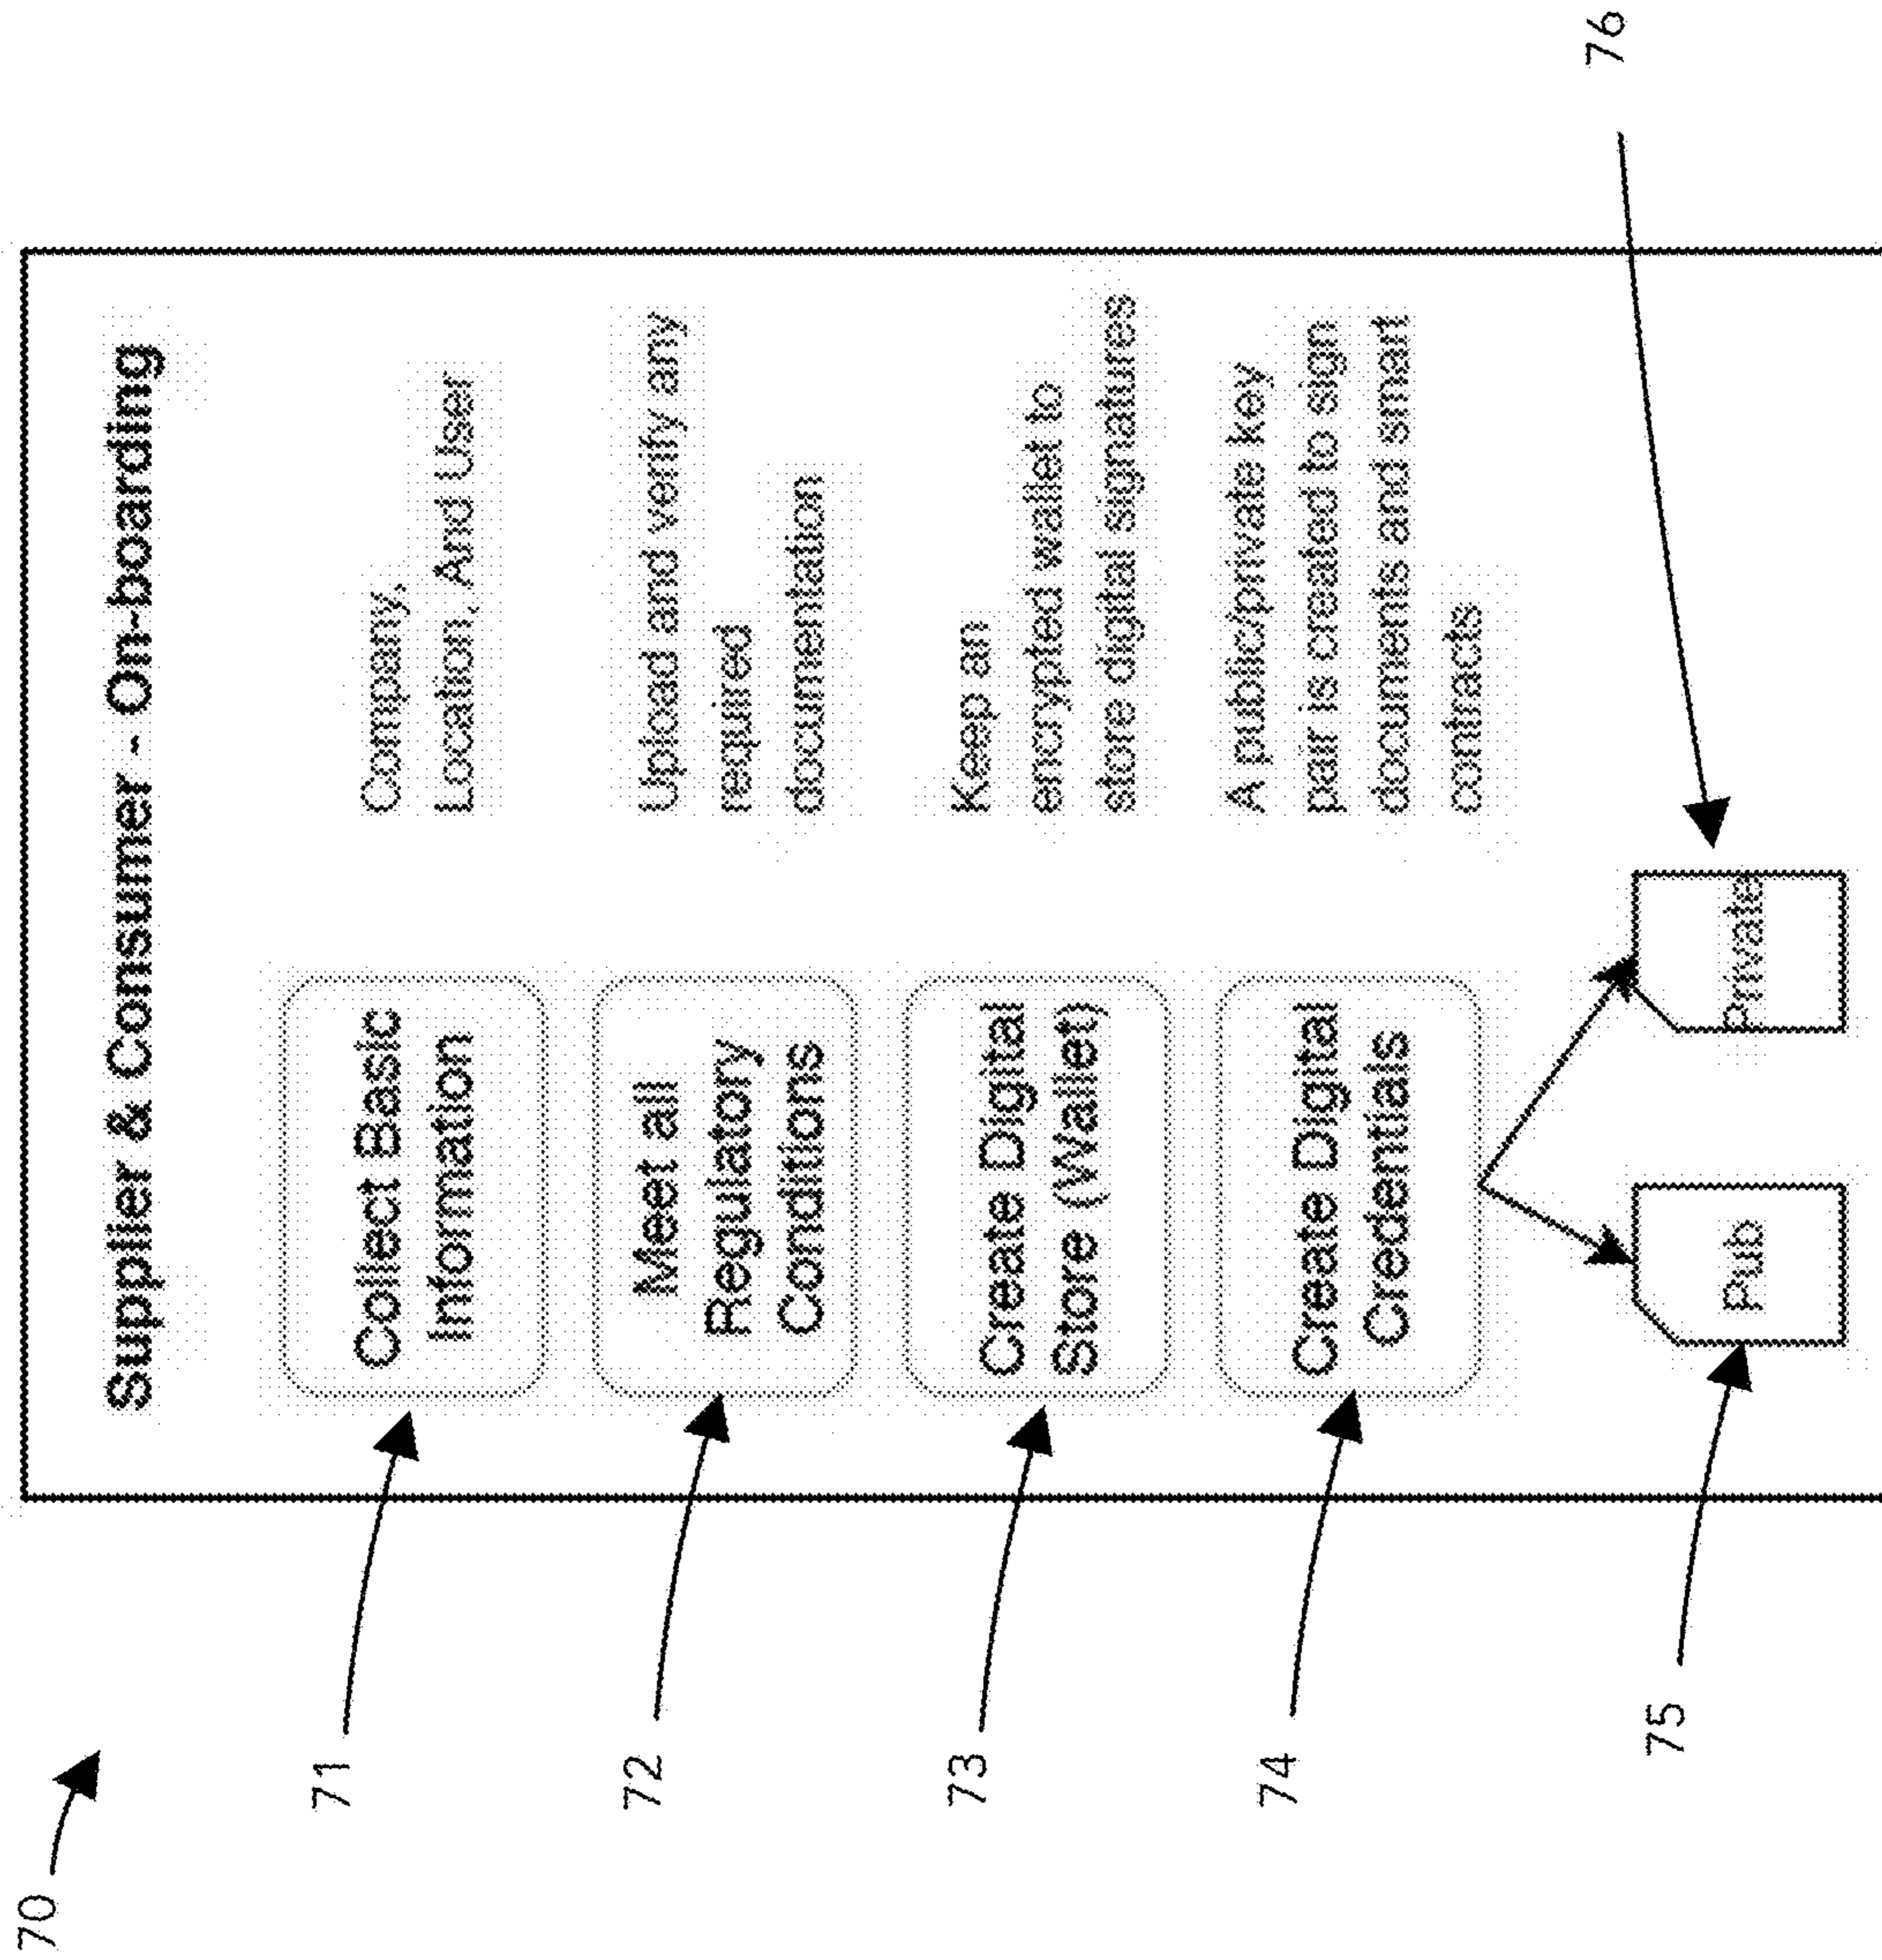 70
Supplier & Consumer - On-boarding
71
Collect Basic
Information
Company,
Location, And User
72
Meet all
Regulatory
Conditions
Upload and verify any
required
documentation
73
Create Digital
Store (Wallet)
Keep an
encrypted wallet to
store digital signatures
74
Create Digital
Credentials
A public/private key
pair is created to sign
documents and smart
contracts
75
Pub
Private
76